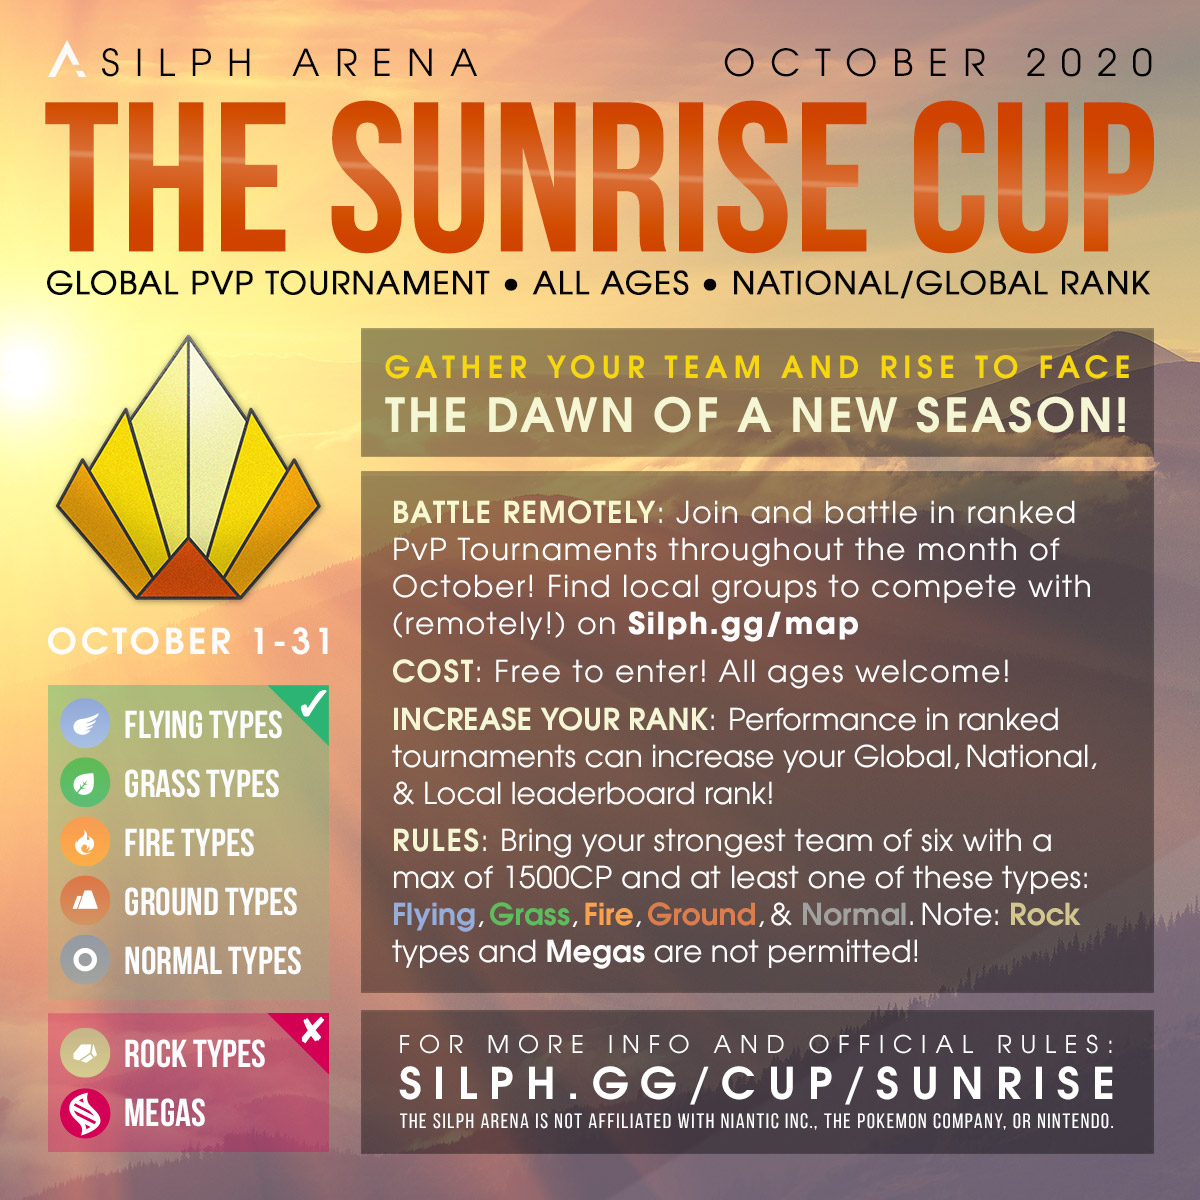 SILPH ARENA
OCTOBER 2020
THE SUNRISE CUP
GLOBAL PVP TOURNAMENT • ALL AGES • NATIONAL/GLOBAL RANK
GATHER YOUR TEAM AND RISE TO FACE
THE DAWN OF A NEW SEASON!
OCTOBER 1-31
FLYING TYPES
GRASS TYPES
FIRE TYPES
GROUND TYPES
NORMAL TYPES
ROCK TYPES
MEGAS
BATTLE REMOTELY: Join and battle in ranked
PvP Tournaments throughout the month of
October! Find local groups to compete with
(remotely!) on Silph.gg/map
COST: Free to enter! All ages welcome!
INCREASE YOUR RANK: Performance in ranked
tournaments can increase your Global, National,
& Local leaderboard rank!
RULES: Bring your strongest team of six with a
max of 1500CP and at least one of these types:
Flying, Grass, Fire, Ground, & Normal. Note: Rock
types and Megas are not permitted!
FOR MORE INFO AND OFFICIAL RULES:
SILPH.GG/CUP/SUNRISE
THE SILPH ARENA IS NOT AFFILIATED WITH NIANTIC INC., THE POKEMON COMPANY, OR NINTENDO.